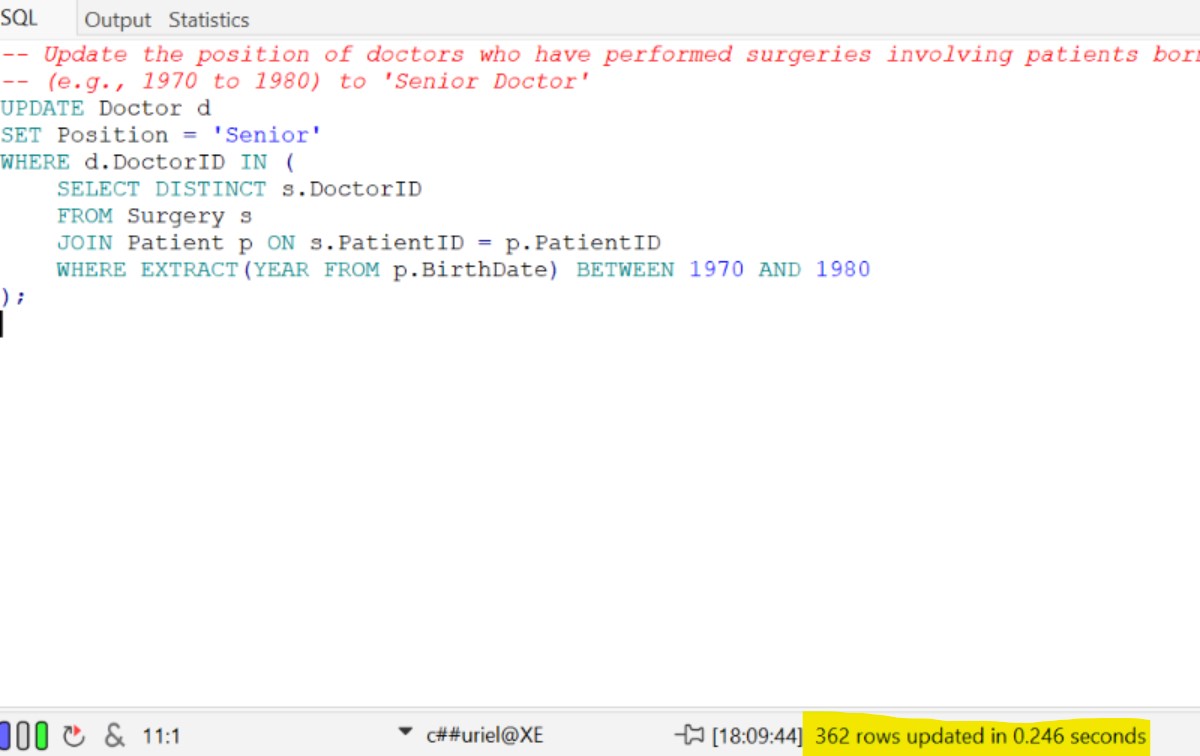 SQL Output Statistics
-- Update the position of doctors who have performed surgeries involving patients
-- (e.g., 1970 to 1980) to 'Senior Doctor'
UPDATE Doctor d
SET Position = 'Senior'
WHERE d.DoctorID IN (
    SELECT DISTINCT s.DoctorID
    FROM Surgery s
    JOIN Patient p ON s.PatientID = p.PatientID
    WHERE EXTRACT(YEAR FROM p.BirthDate) BETWEEN 1970 AND 1980
);
& 11:1 c##uriel@XE [18:09:44] 362 rows updated in 0.246 seconds